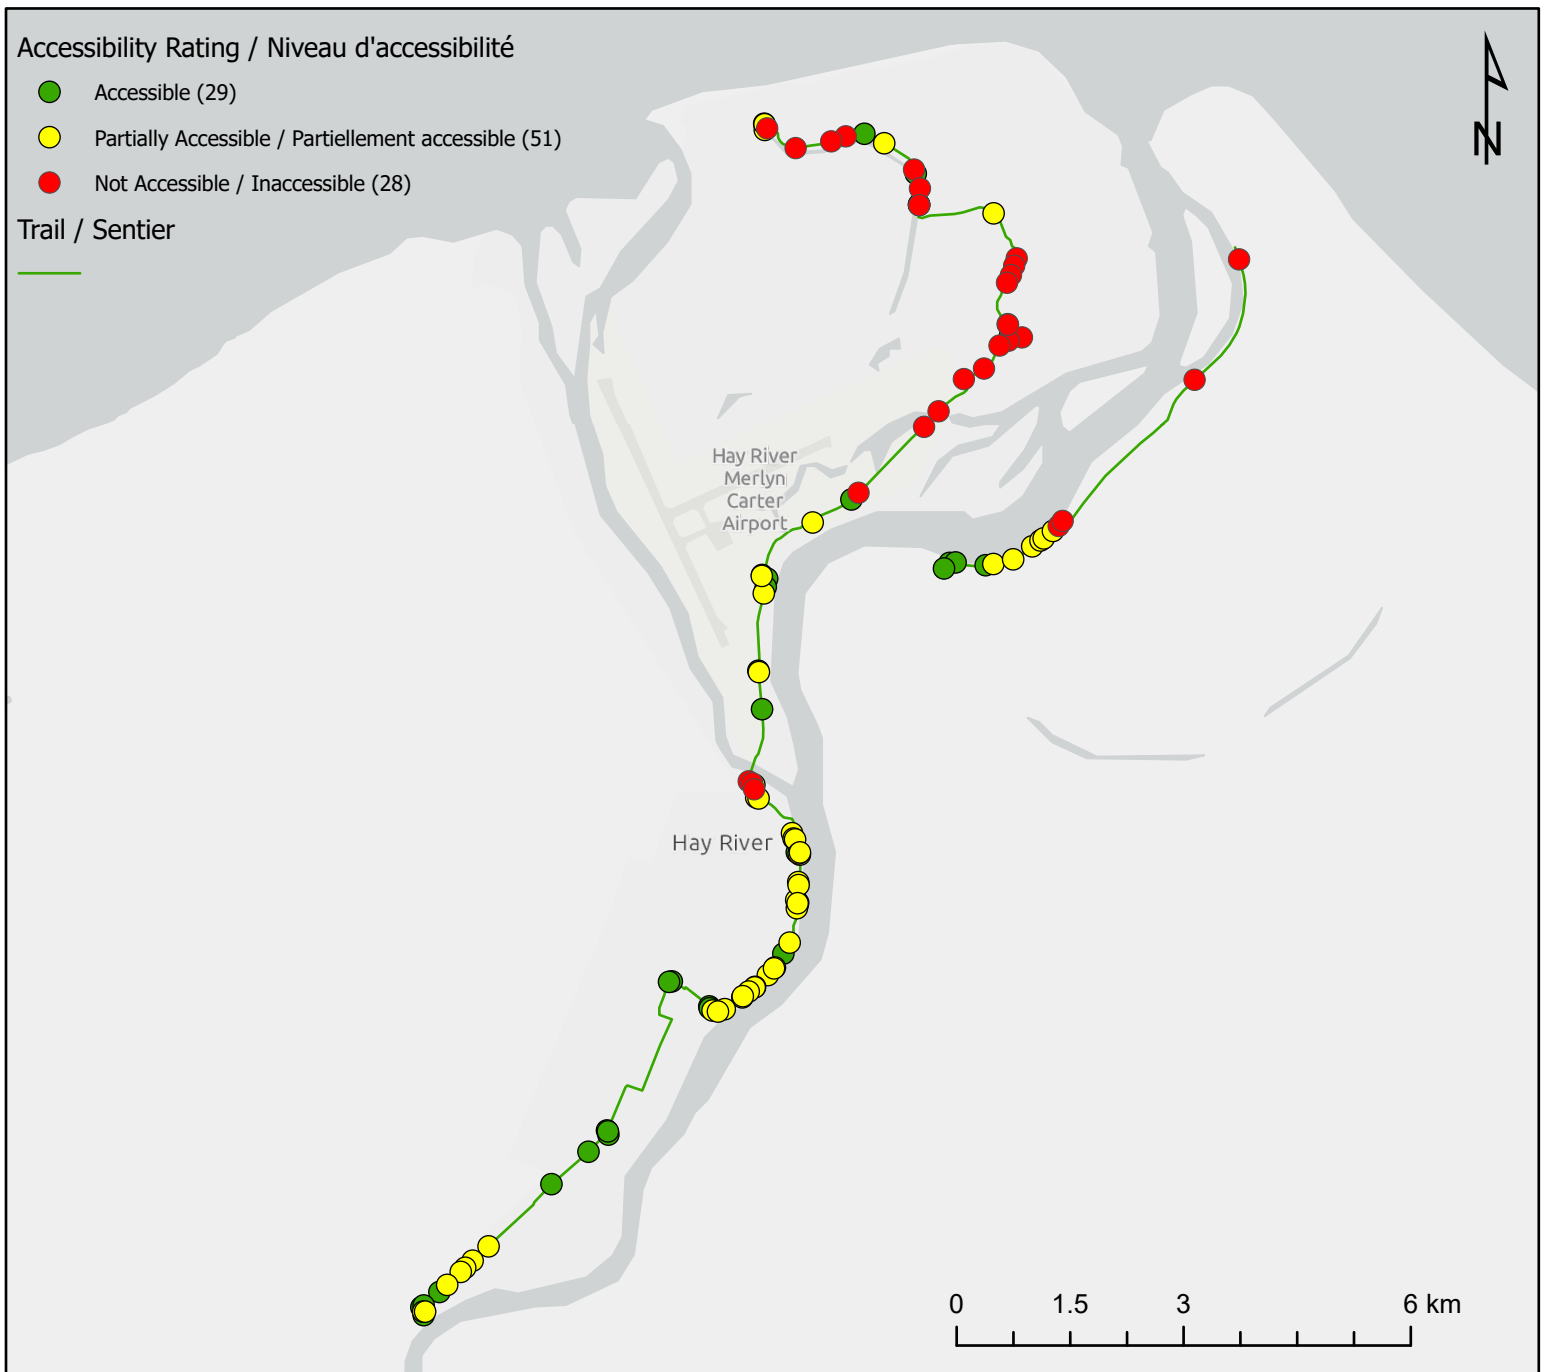 Accessibility Rating / Niveau d'accessibilité
Accessible (29)
Partially Accessible / Partiellement accessible (51)
Not Accessible / Inaccessible (28)
Trail / Sentier
N
Hay River
Merlyn
Carter
Airport
Hay River
0 1.5 3 6 km